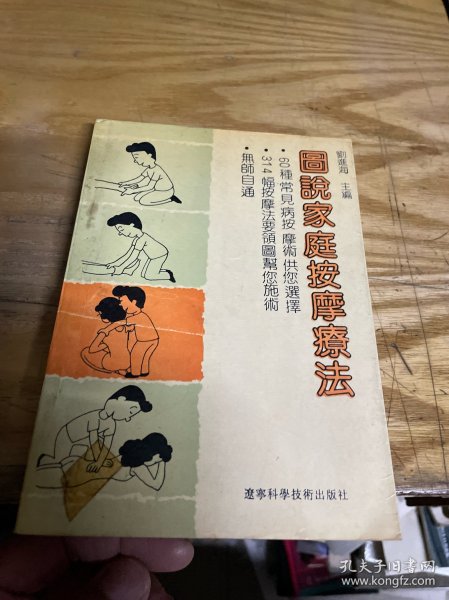 劉進海 主編
圖說家庭按摩療法
• 60種常見病按摩術供您選擇
• 314幅按摩法要領圖幫您施術
• 無師自通
遼寧科學技術出版社
孔夫子旧书网
www.kongfz.com